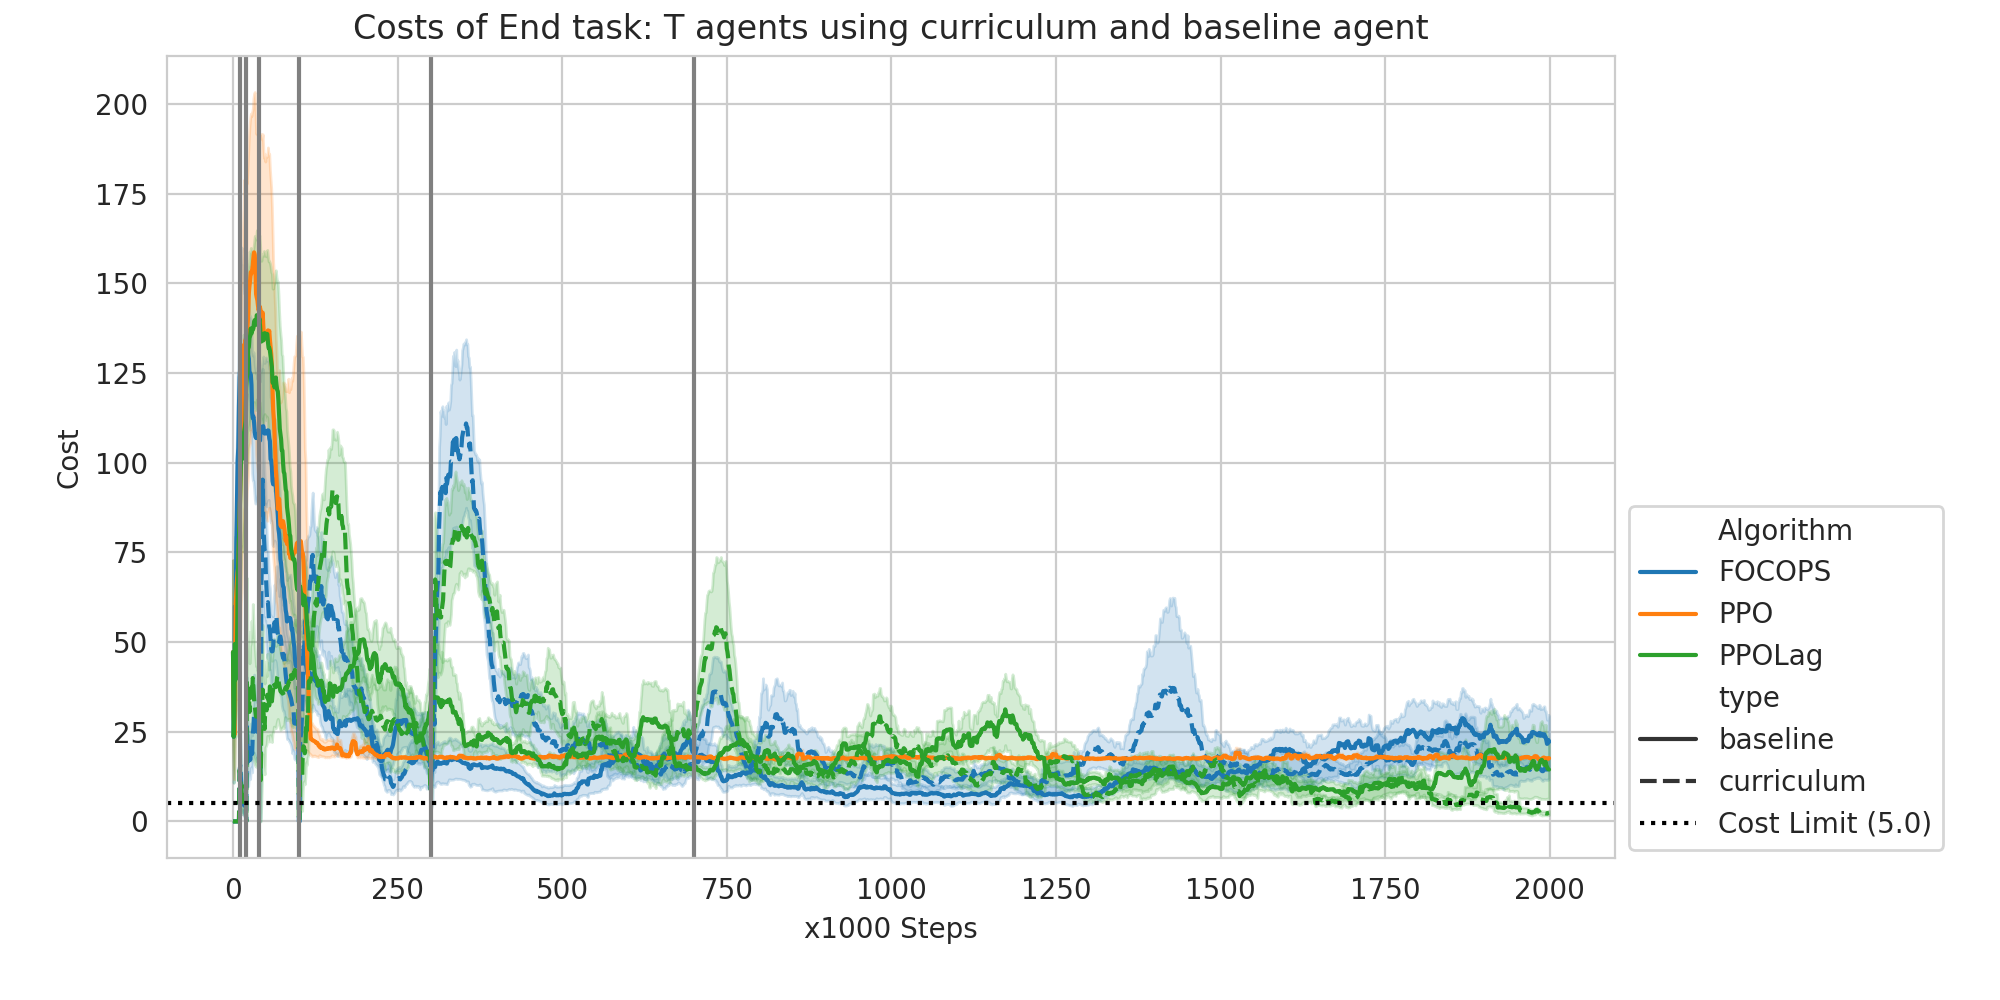 Costs of End task: T agents using curriculum and baseline agent
200
175
150
125
100
75
50
25
0
Cost
0 250 500 750 1000 1250 1500 1750 2000
x1000 Steps
Algorithm
FOCOPS
PPO
PPOLag
type
baseline
curriculum
Cost Limit (5.0)